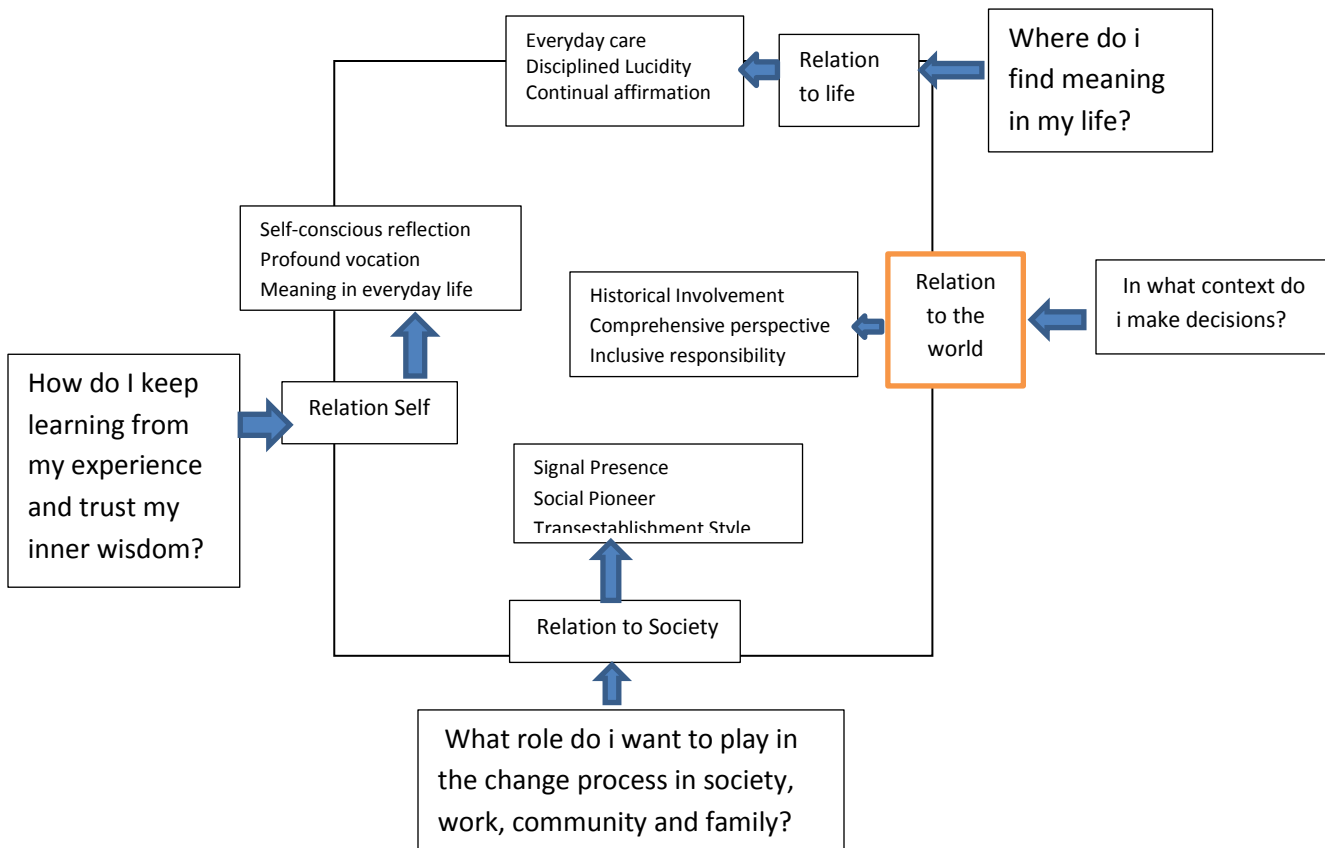 Everyday care
Disciplined Lucidity
Continual affirmation
Relation
to life
Where do i
find meaning
in my life?
Self-conscious reflection
Profound vocation
Meaning in everyday life
Historical Involvement
Comprehensive perspective
Inclusive responsibility
Relation
to the
world
In what context do
i make decisions?
How do I keep
learning from
my experience
and trust my
inner wisdom?
Relation Self
Signal Presence
Social Pioneer
Transestablishment Style
Relation to Society
What role do i want to play in
the change process in society,
work, community and family?